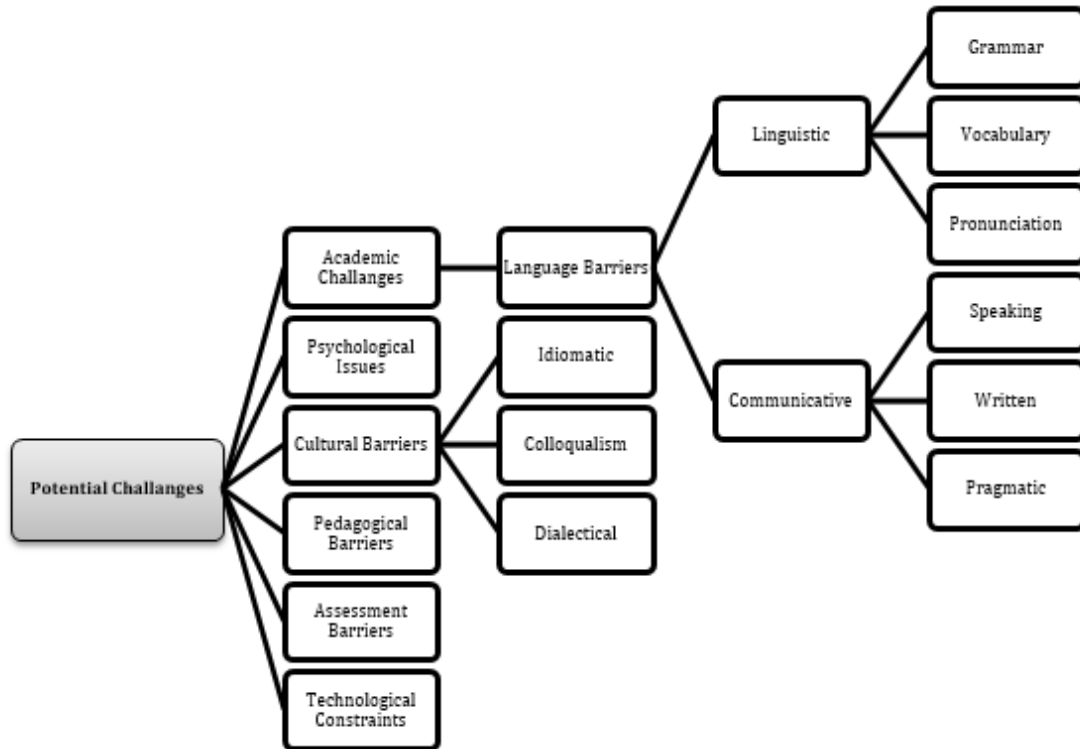 Potential Challanges
Academic
Challanges
Psychological
Issues
Cultural Barriers
Pedagogical
Barriers
Assessment
Barriers
Technological
Constraints
Language Barriers
Idiomatic
Colloqualism
Dialectical
Linguistic
Communicative
Grammar
Vocabulary
Pronunciation
Speaking
Written
Pragmatic